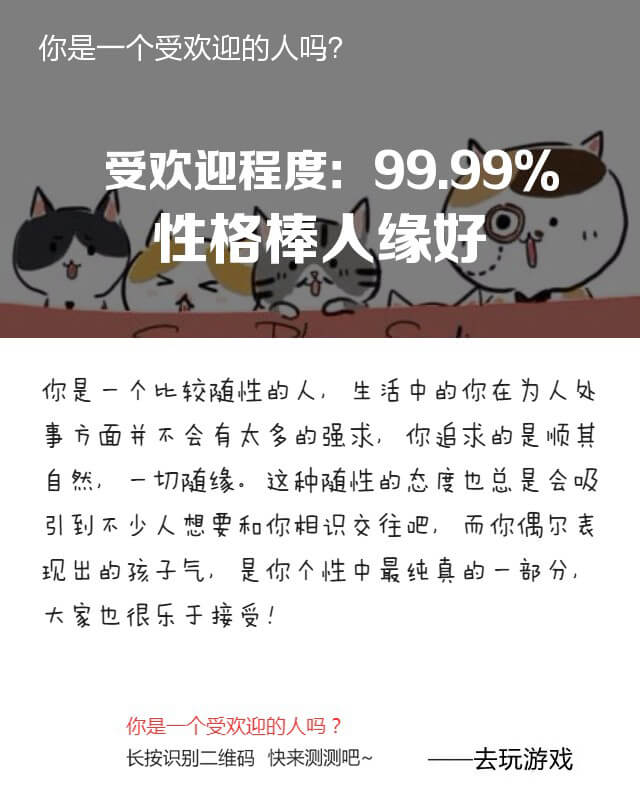 你是一个受欢迎的人吗？
受欢迎程度：99.99%
性格棒人缘好
你是一个比较随性的人，生活中的你在为人处
事方面并不会有太多的强求，你追求的是顺其
自然，一切随缘。这种随性的态度也总是会吸
引到不少人想要和你相识交往吧，而你偶尔表
现出的孩子气，是你个性中最纯真的一部分，
大家也很乐于接受！
你是一个受欢迎的人吗？
长按识别二维码 快来测测吧~
——去玩游戏